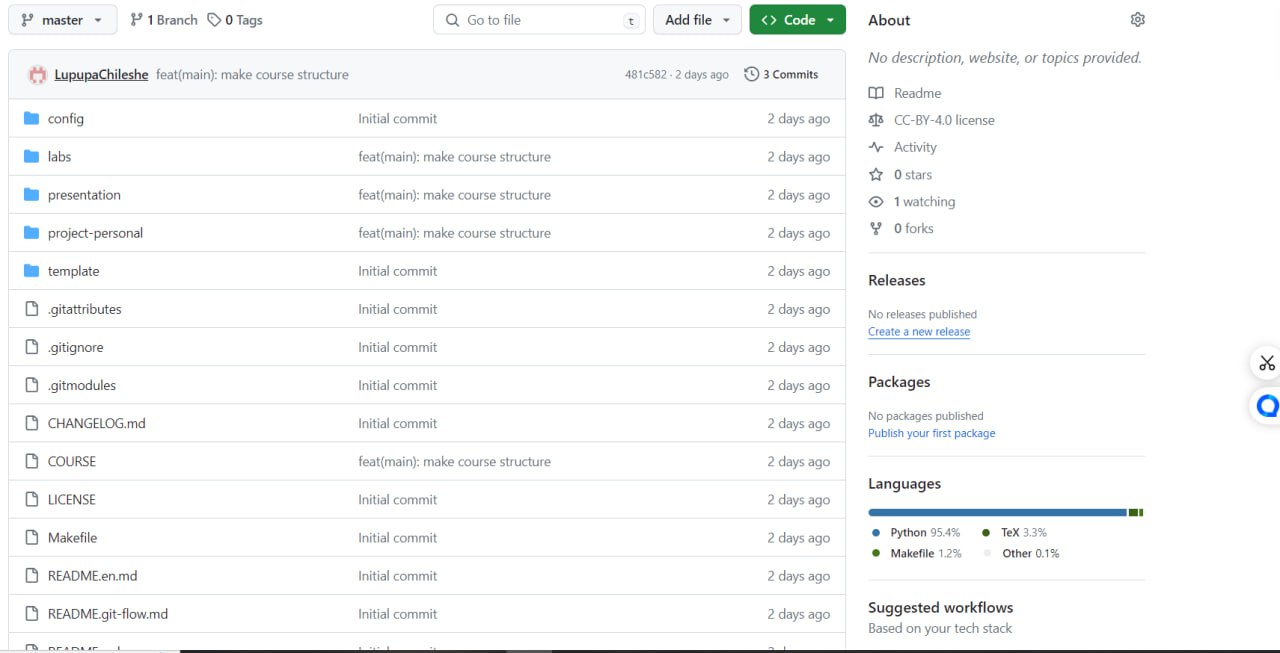 master 1 Branch 0 Tags Go to file t Add file Code
LupupaChileshe feat(main): make course structure 481c582 · 2 days ago 3 Commits
config Initial commit 2 days ago
labs feat(main): make course structure 2 days ago
presentation feat(main): make course structure 2 days ago
project-personal feat(main): make course structure 2 days ago
template Initial commit 2 days ago
.gitattributes Initial commit 2 days ago
.gitignore Initial commit 2 days ago
.gitmodules Initial commit 2 days ago
CHANGELOG.md Initial commit 2 days ago
COURSE feat(main): make course structure 2 days ago
LICENSE Initial commit 2 days ago
Makefile Initial commit 2 days ago
README.en.md Initial commit 2 days ago
README.git-flow.md Initial commit 2 days ago
About
No description, website, or topics provided.
Readme
CC-BY-4.0 license
Activity
0 stars
1 watching
0 forks
Releases
No releases published
Create a new release
Packages
No packages published
Publish your first package
Languages
Python 95.4% TeX 3.3%
Makefile 1.2% Other 0.1%
Suggested workflows
Based on your tech stack